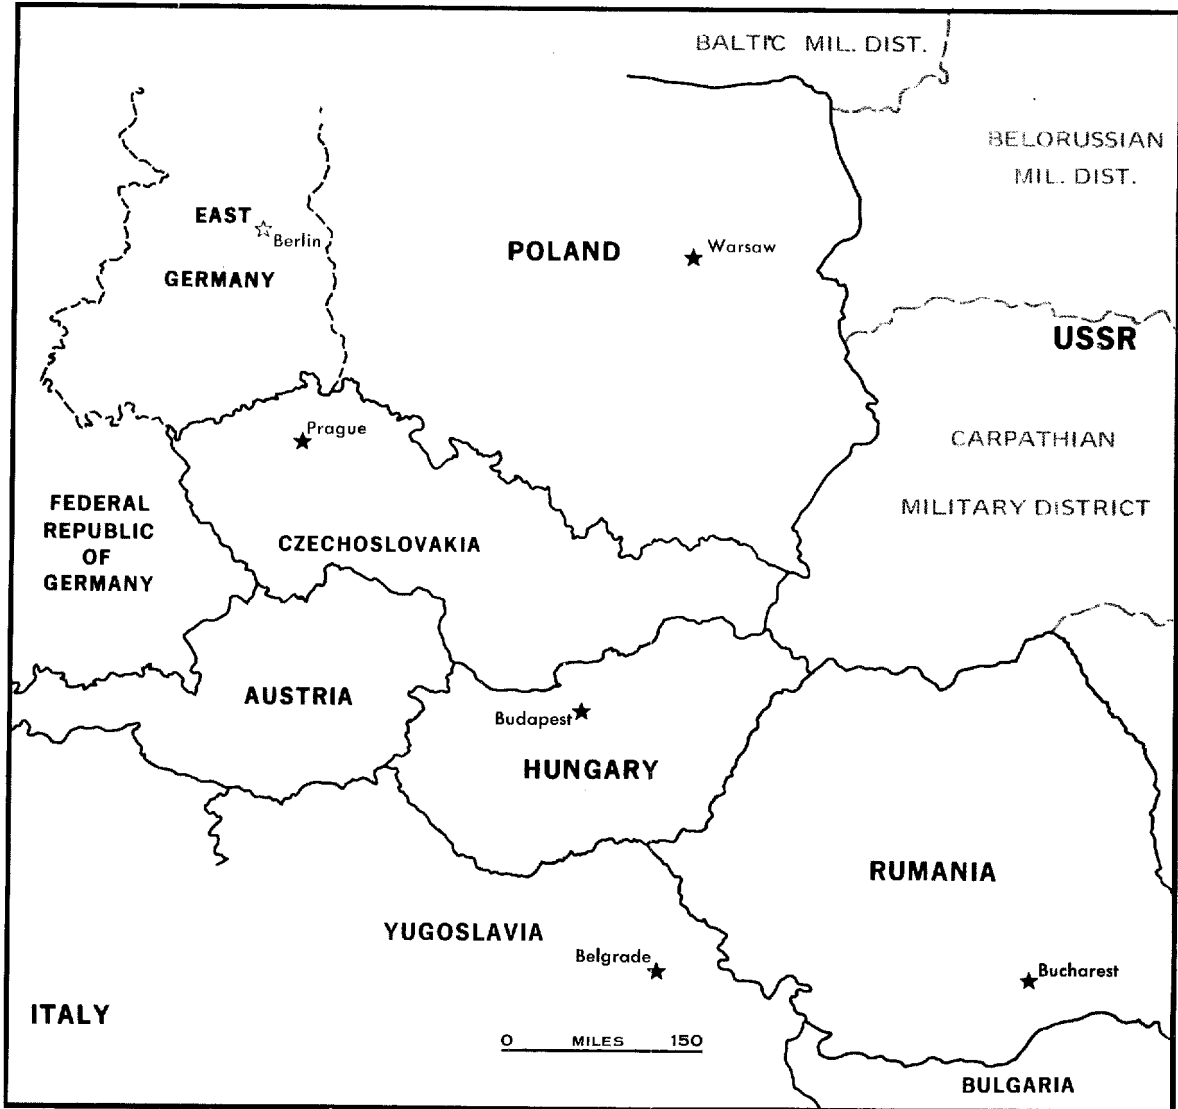 BALTIC MIL. DIST.
BELORUSSIAN
MIL. DIST.
EAST
Berlin
GERMANY
POLAND
Warsaw
USSR
Prague
CARPATHIAN
MILITARY DISTRICT
FEDERAL
REPUBLIC
OF
GERMANY
CZECHOSLOVAKIA
AUSTRIA
Budapest
HUNGARY
RUMANIA
YUGOSLAVIA
Belgrade
Bucharest
ITALY
0 MILES 150
BULGARIA